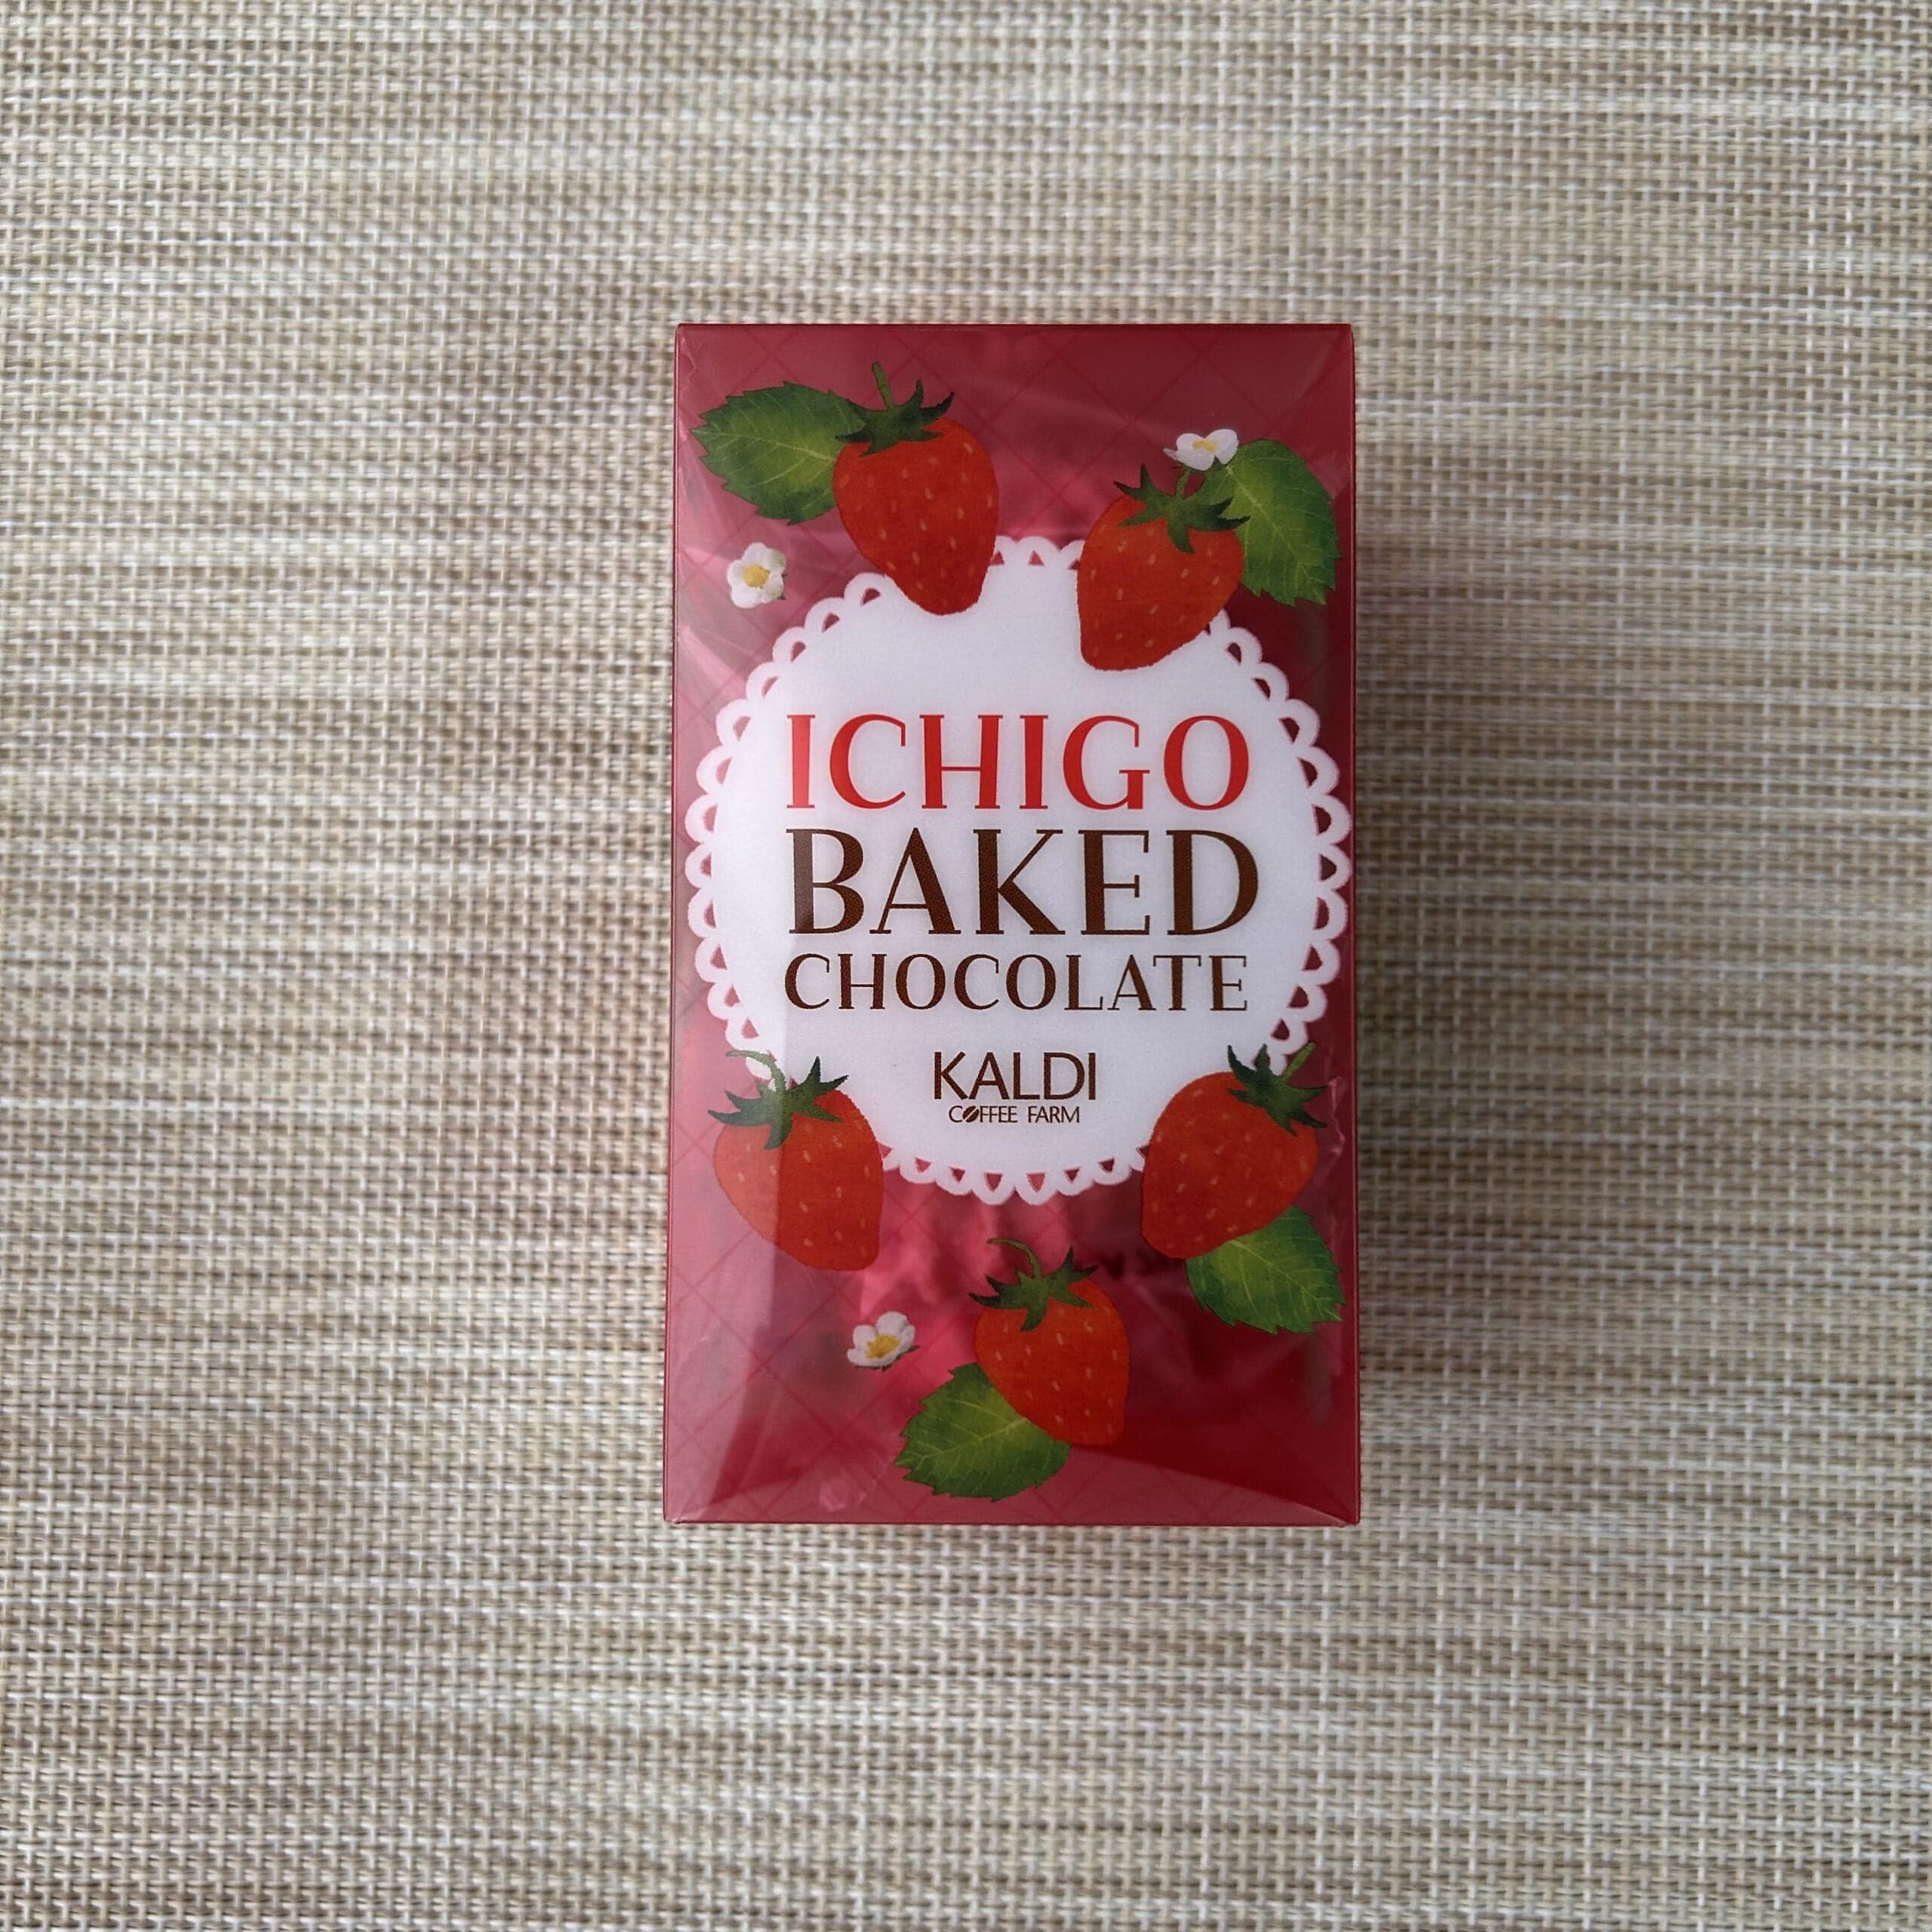 ICHIGO
BAKED
CHOCOLATE
KALDI
COFFEE FARM